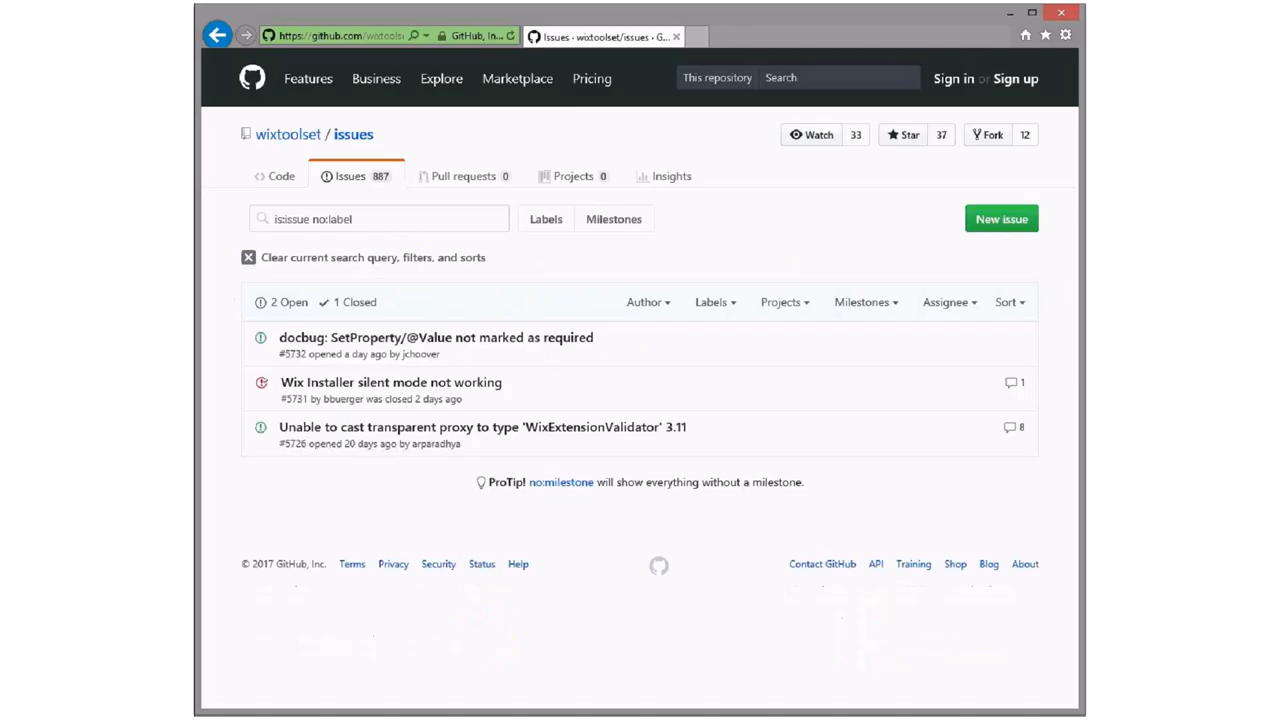 https://github.com/wixtools GitHub, In... Issues · wixtoolset/issues · G...
Features Business Explore Marketplace Pricing This repository Search Sign in or Sign up
wixtoolset / issues Watch 33 Star 37 Fork 12
Code Issues 887 Pull requests 0 Projects 0 Insights
is:issue no:label Labels Milestones New issue
Clear current search query, filters, and sorts
2 Open 1 Closed Author Labels Projects Milestones Assignee Sort
docbug: SetProperty/@Value not marked as required
#5732 opened a day ago by jchoover
Wix Installer silent mode not working 1
#5731 by bbuerger was closed 2 days ago
Unable to cast transparent proxy to type 'WixExtensionValidator' 3.11 8
#5726 opened 20 days ago by arparadhya
ProTip! no:milestone will show everything without a milestone.
© 2017 GitHub, Inc. Terms Privacy Security Status Help Contact GitHub API Training Shop Blog About